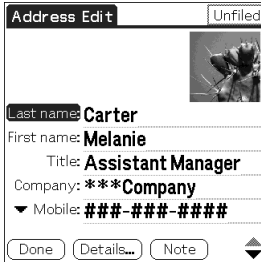 Address Edit Unfiled
Last name: Carter
First name: Melanie
Title: Assistant Manager
Company: ***Company
Mobile: ###-###-####
Done Details... Note